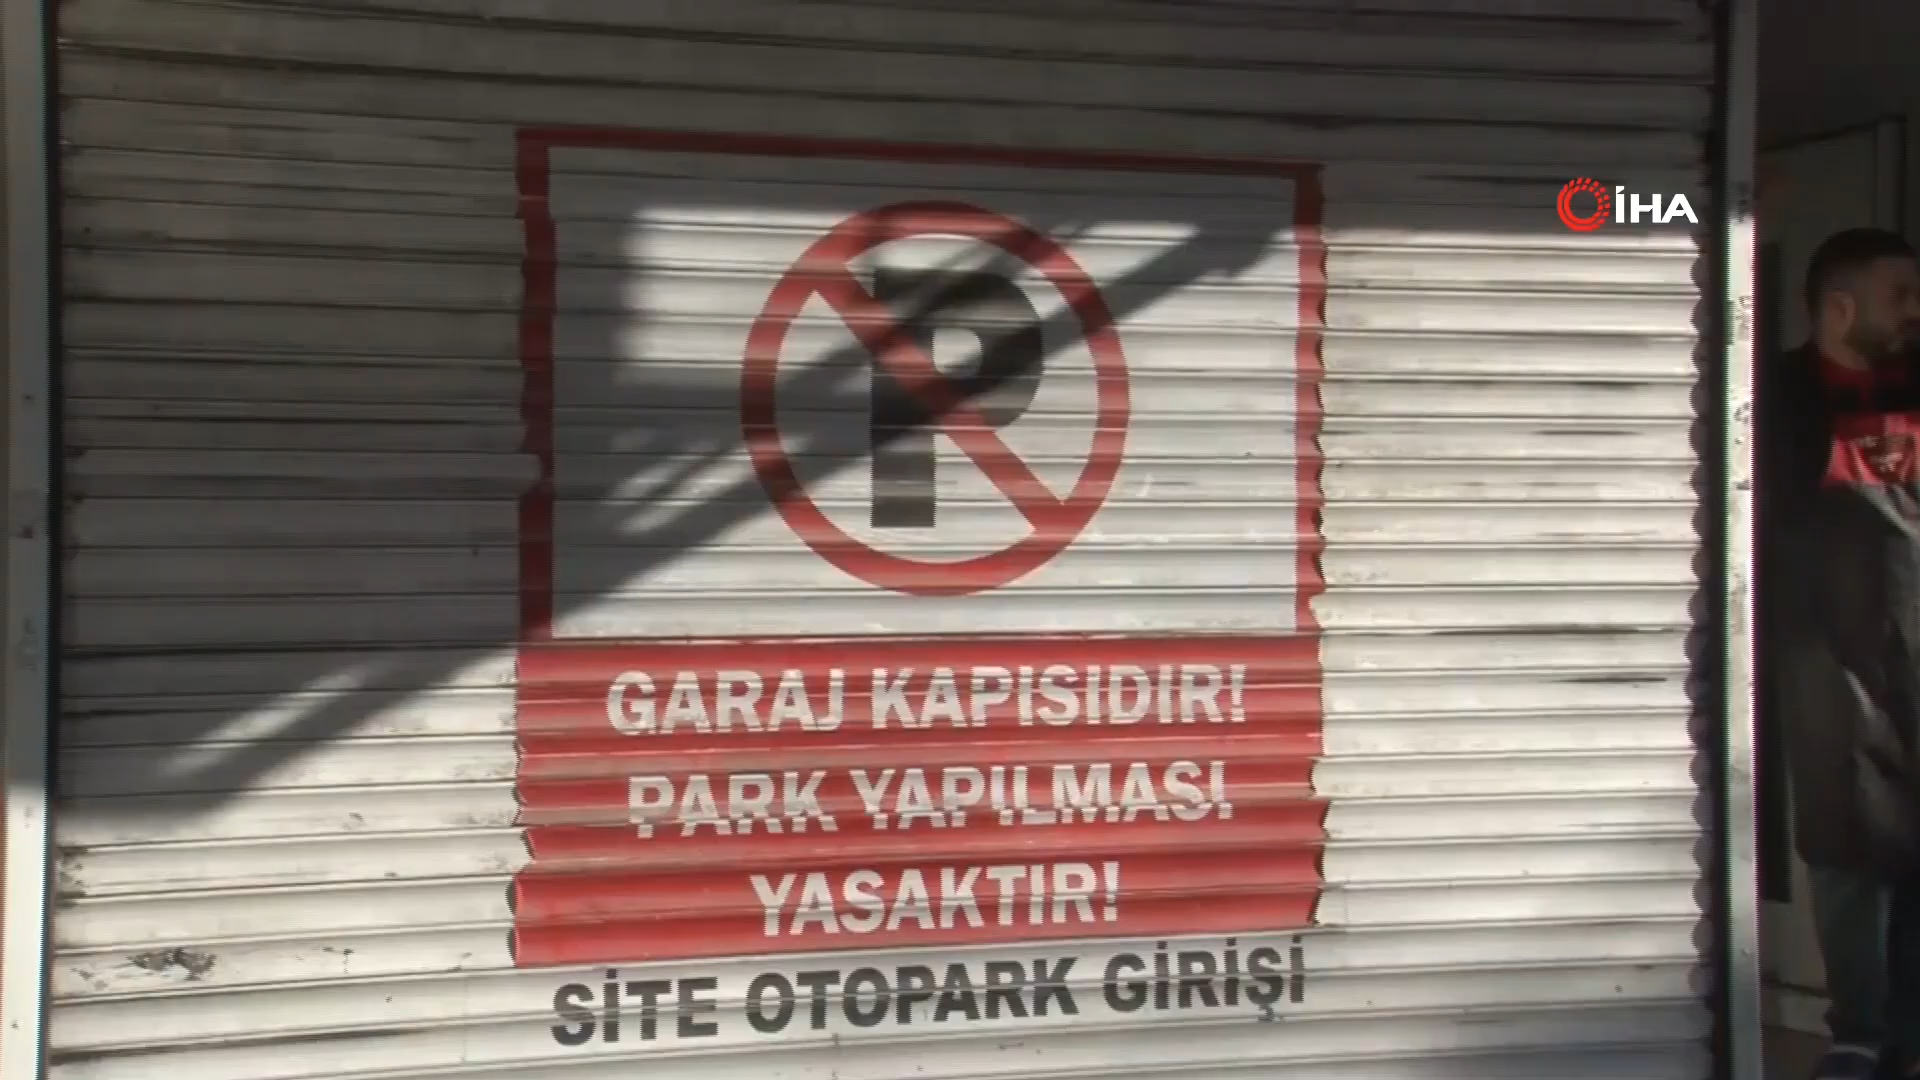 İHA
P
GARAJ KAPISIDIR!
PARK YAPILMASI
YASAKTIR!
SİTE OTOPARK GİRİŞİ